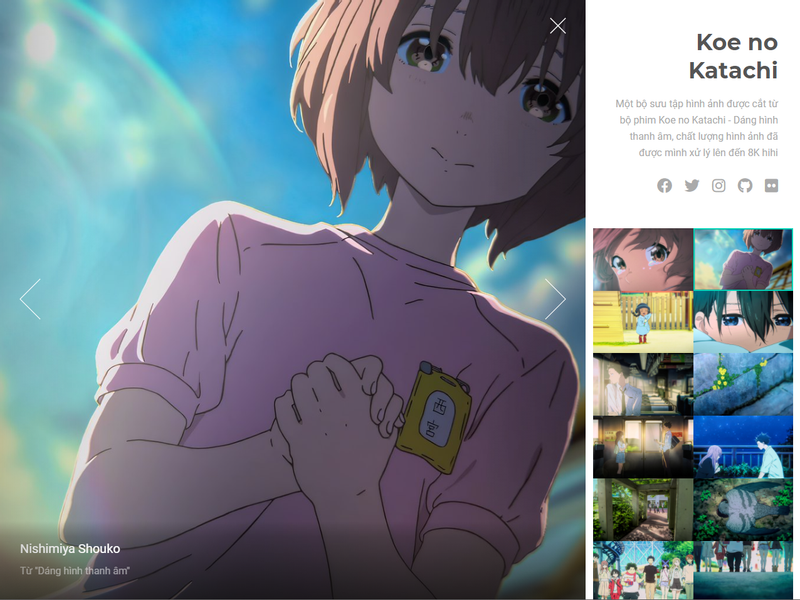 Koe no
Katachi
Một bộ sưu tập hình ảnh được cắt từ
bộ phim Koe no Katachi - Dáng hình
thanh âm, chất lượng hình ảnh đã
được mình xử lý lên đến 8K hihi
西
宮
Nishimiya Shouko
Từ "Dáng hình thanh âm"